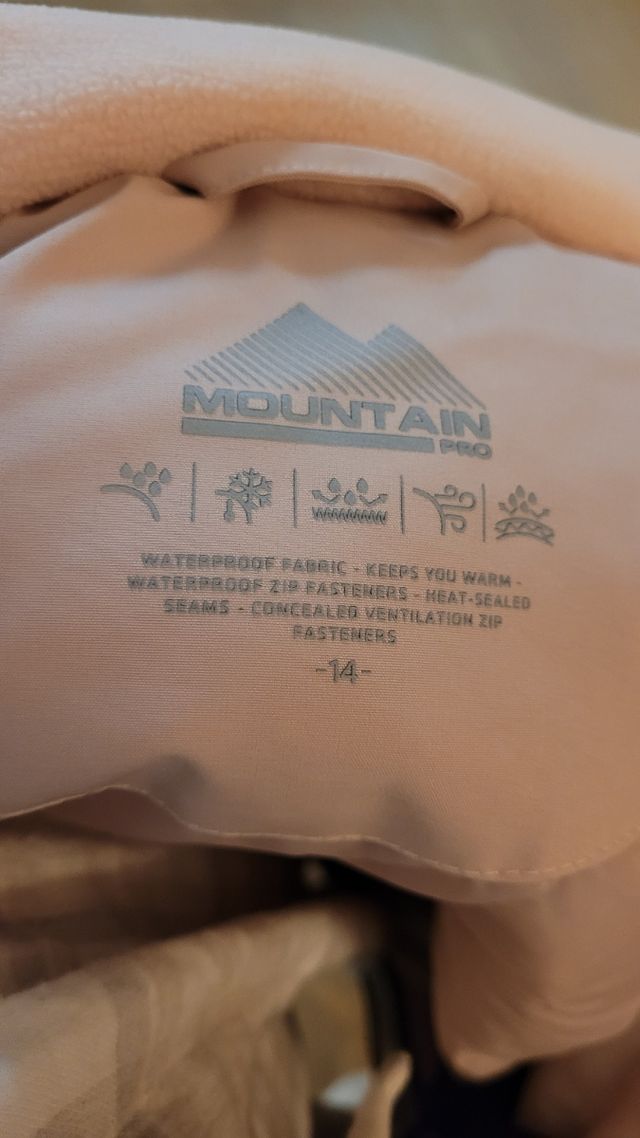 MOUNTAIN
PRO
WATERPROOF FABRIC - KEEPS YOU WARM -
WATERPROOF ZIP FASTENERS - HEAT-SEALED
SEAMS - CONCEALED VENTILATION ZIP
FASTENERS
-14-